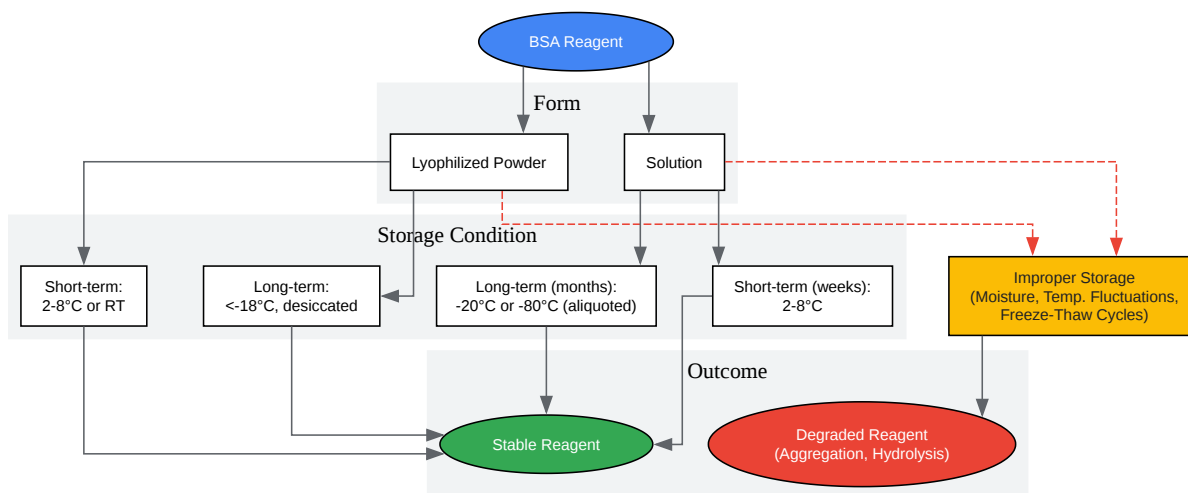 BSA Reagent
Form
Lyophilized Powder
Solution
Storage Condition
Short-term:
2-8°C or RT
Long-term:
<-18°C, desiccated
Long-term (months):
-20°C or -80°C (aliquoted)
Short-term (weeks):
2-8°C
Improper Storage
(Moisture, Temp. Fluctuations,
Freeze-Thaw Cycles)
Outcome
Stable Reagent
Degraded Reagent
(Aggregation, Hydrolysis)